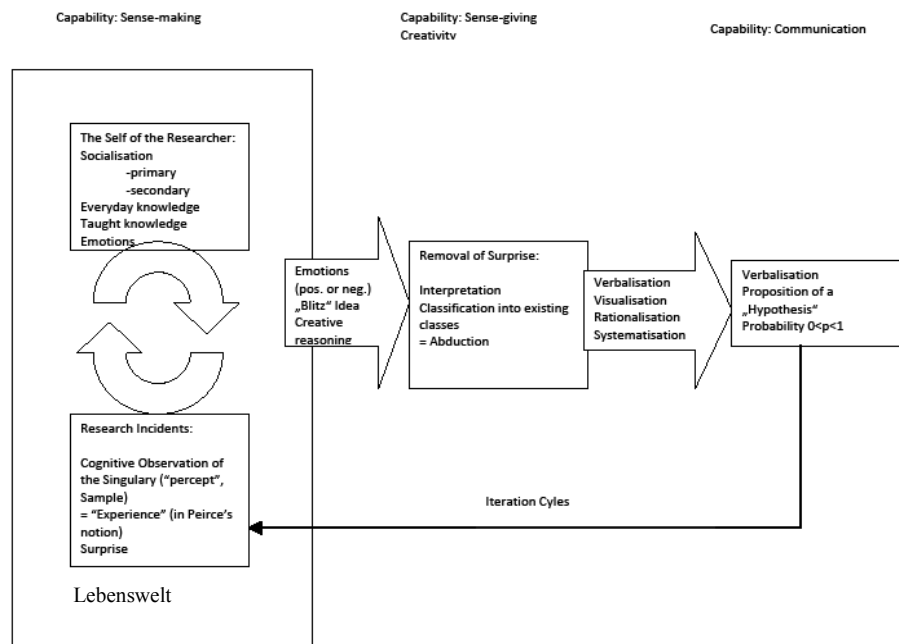 Capability: Sense-making
Capability: Sense-giving
Creativity
Capability: Communication
The Self of the Researcher:
Socialisation
-primary
-secondary
Everyday knowledge
Taught knowledge
Emotions
Emotions
(pos. or neg.)
„Blitz“ Idea
Creative
reasoning
Removal of Surprise:
Interpretation
Classification into existing
classes
= Abduction
Verbalisation
Visualisation
Rationalisation
Systematisation
Verbalisation
Proposition of a
„Hypothesis“
Probability 0<p<1
Research Incidents:
Cognitive Observation of
the Singulary (“percept”,
Sample)
= “Experience” (in Peirce’s
notion)
Surprise
Iteration Cyles
Lebenswelt